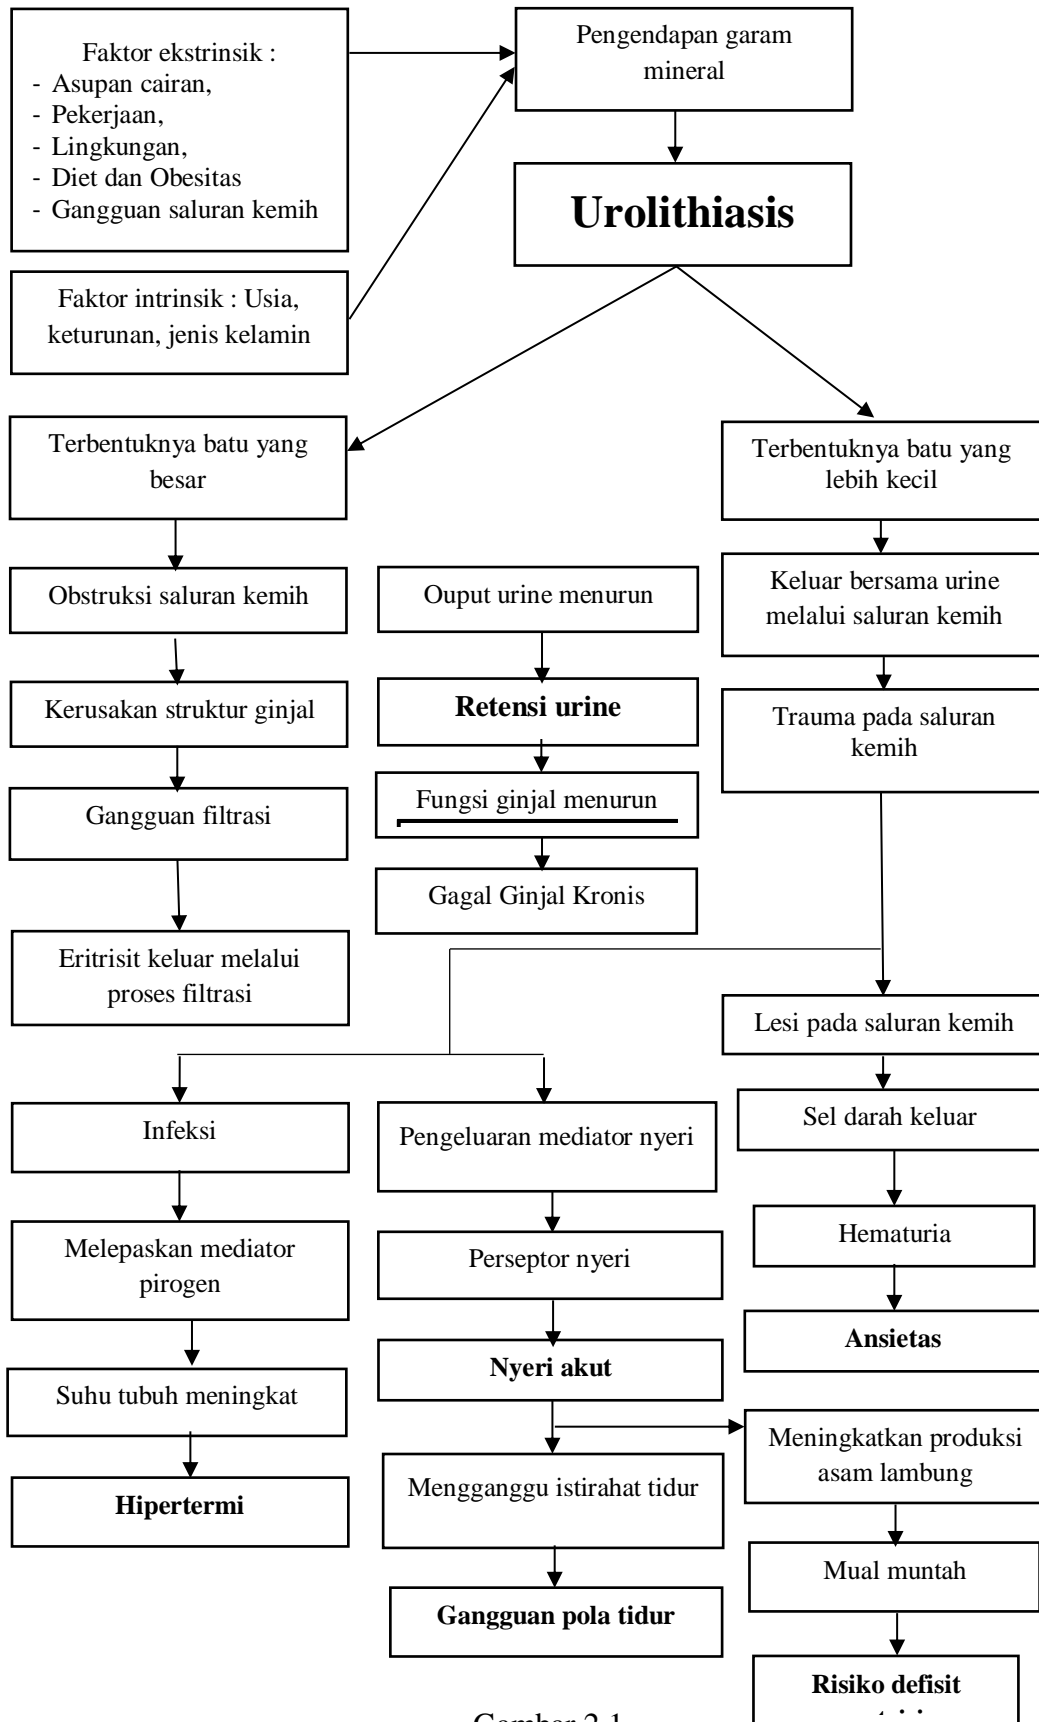 Faktor ekstrinsik :
- Asupan cairan,
- Pekerjaan,
- Lingkungan,
- Diet dan Obesitas
- Gangguan saluran kemih
Pengendapan garam
mineral
Urolithiasis
Faktor intrinsik : Usia,
keturunan, jenis kelamin
Terbentuknya batu yang
besar
Terbentuknya batu yang
lebih kecil
Obstruksi saluran kemih
Ouput urine menurun
Keluar bersama urine
melalui saluran kemih
Kerusakan struktur ginjal
Retensi urine
Trauma pada saluran
kemih
Gangguan filtrasi
Fungsi ginjal menurun
Gagal Ginjal Kronis
Eritrisit keluar melalui
proses filtrasi
Lesi pada saluran kemih
Infeksi
Pengeluaran mediator nyeri
Sel darah keluar
Melepaskan mediator
pirogen
Perseptor nyeri
Hematuria
Suhu tubuh meningkat
Nyeri akut
Ansietas
Hipertermi
Mengganggu istirahat tidur
Meningkatkan produksi
asam lambung
Gangguan pola tidur
Mual muntah
Risiko defisit
Gambar 2.1